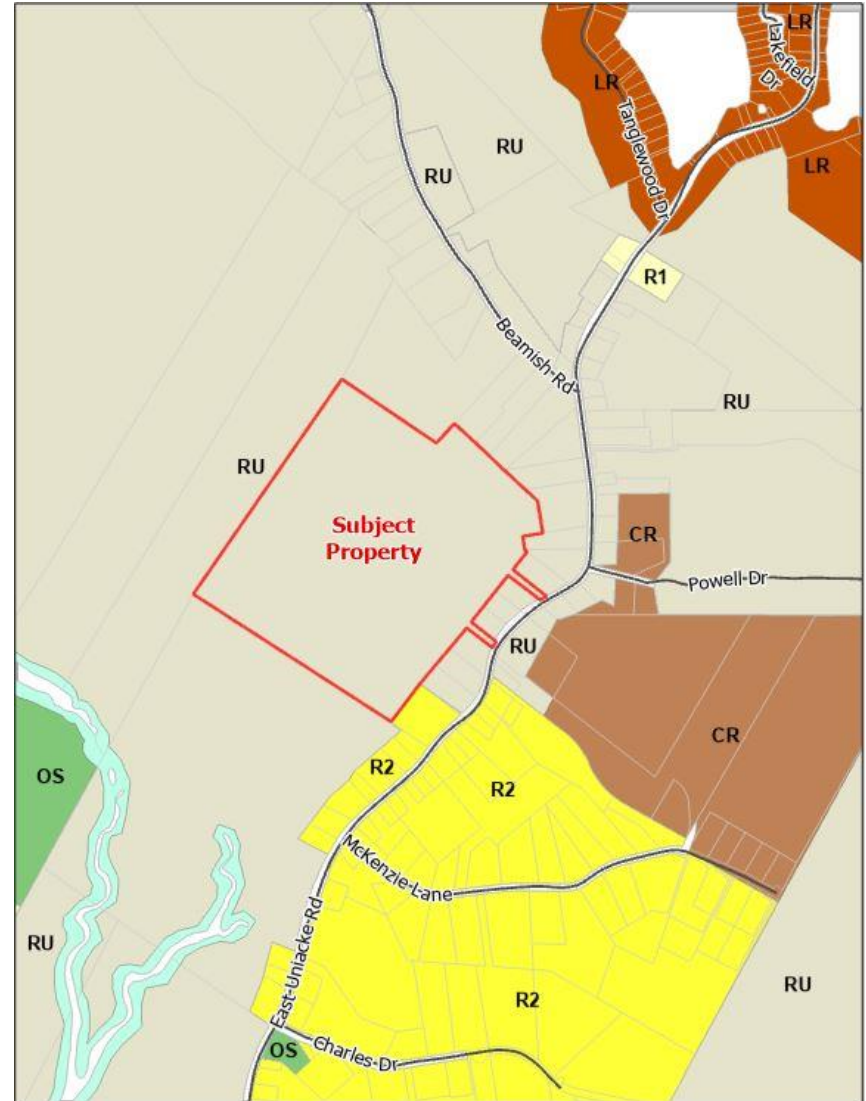 LR
Lakefield
Dr
LR
Tanglewood Dr
LR
RU
RU
R1
Beamish-Rd
RU
RU
Subject
Property
CR
Powell Dr
RU
CR
R2
R2
OS
McKenzie-Lane
RU
RU
East-Uniacke-Rd
R2
OS
Charles Dr